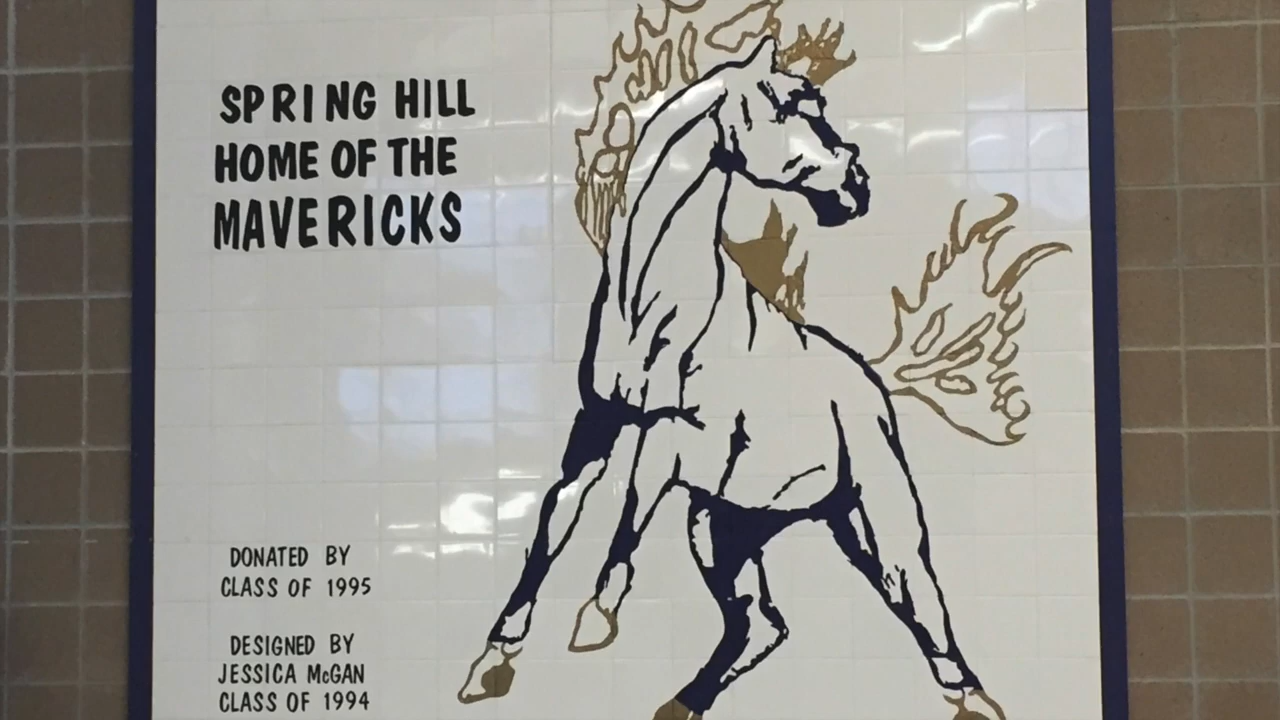 SPRING HILL
HOME OF THE
MAVERICKS
DONATED BY
CLASS OF 1995
DESIGNED BY
JESSICA McGAN
CLASS OF 1994